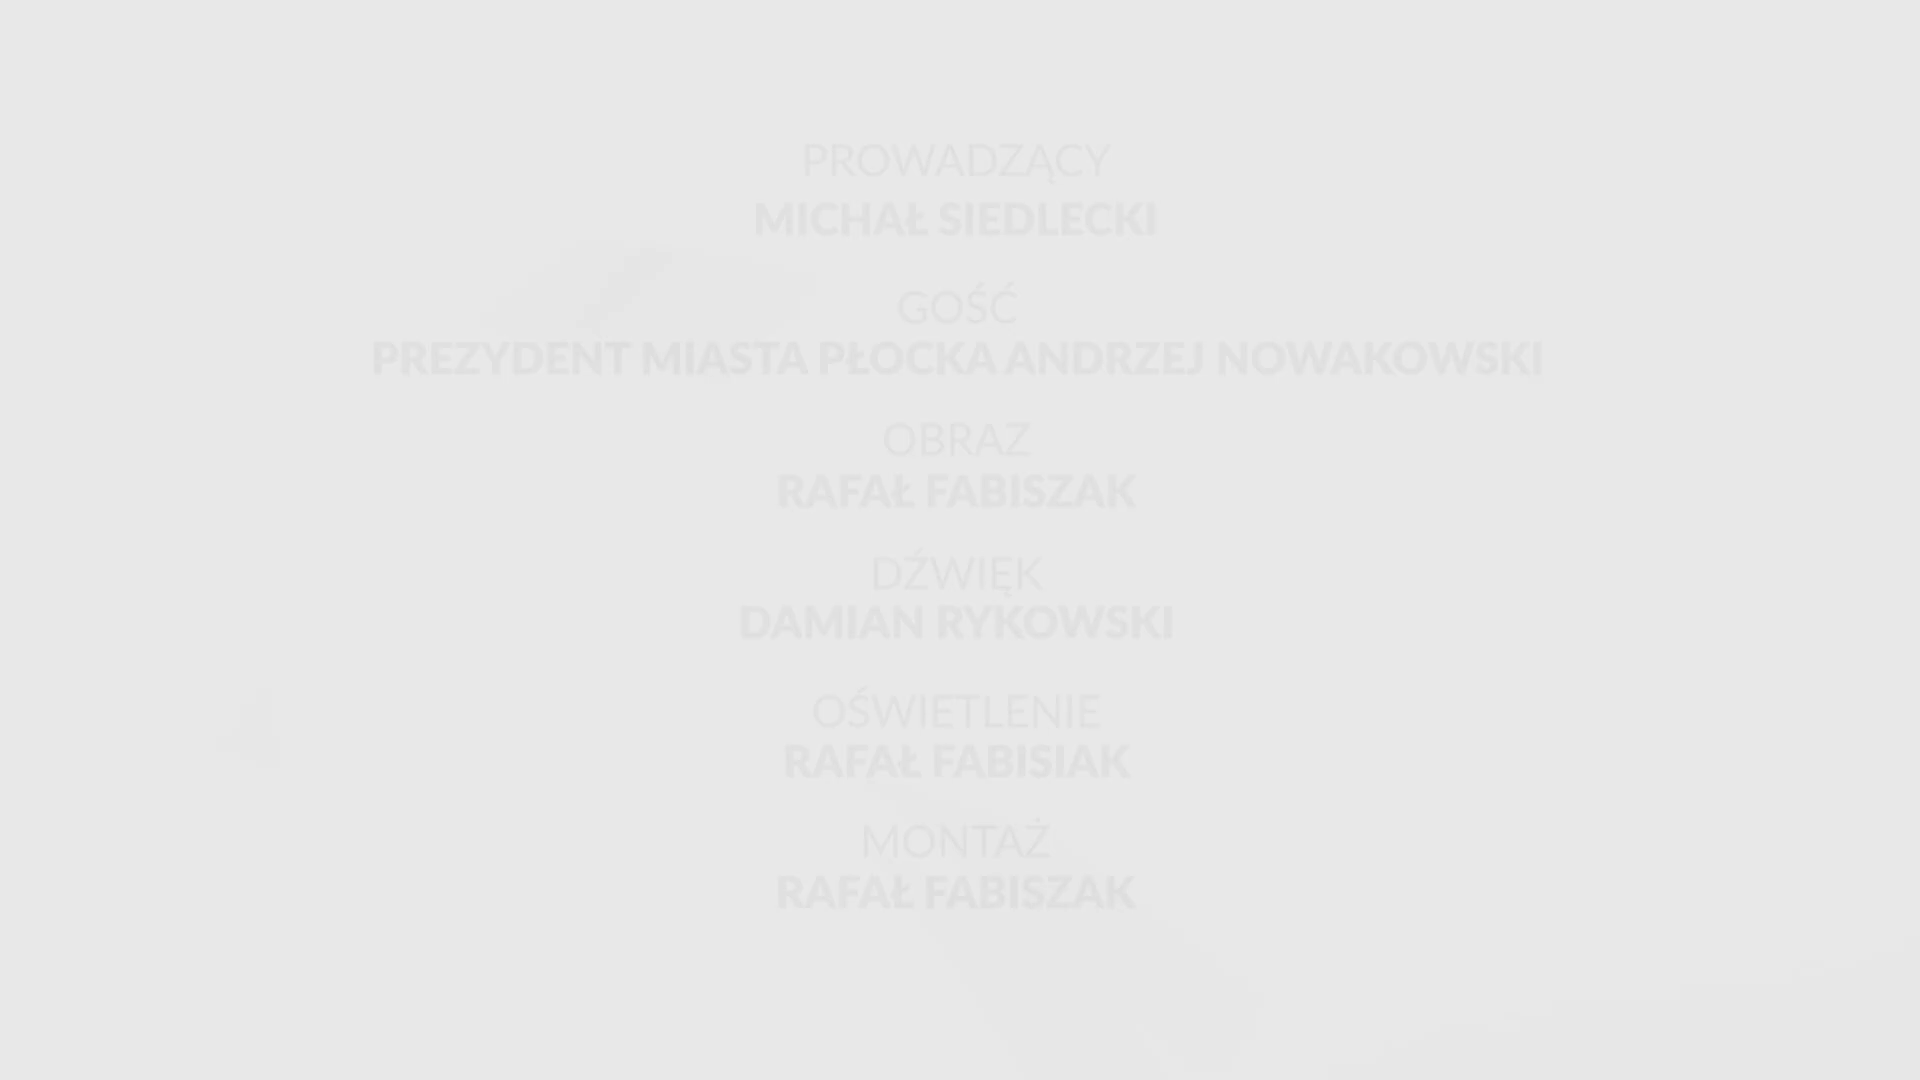 PROWADZĄCY
MICHAŁ SIEDLECKI
GOŚĆ
PREZYDENT MIASTA PŁOCKA ANDRZEJ NOWAKOWSKI
OBRAZ
RAFAŁ FABISZAK
DŹWIĘK
DAMIAN RYKOWSKI
OŚWIETLENIE
RAFAŁ FABISIAK
MONTAŻ
RAFAŁ FABISZAK